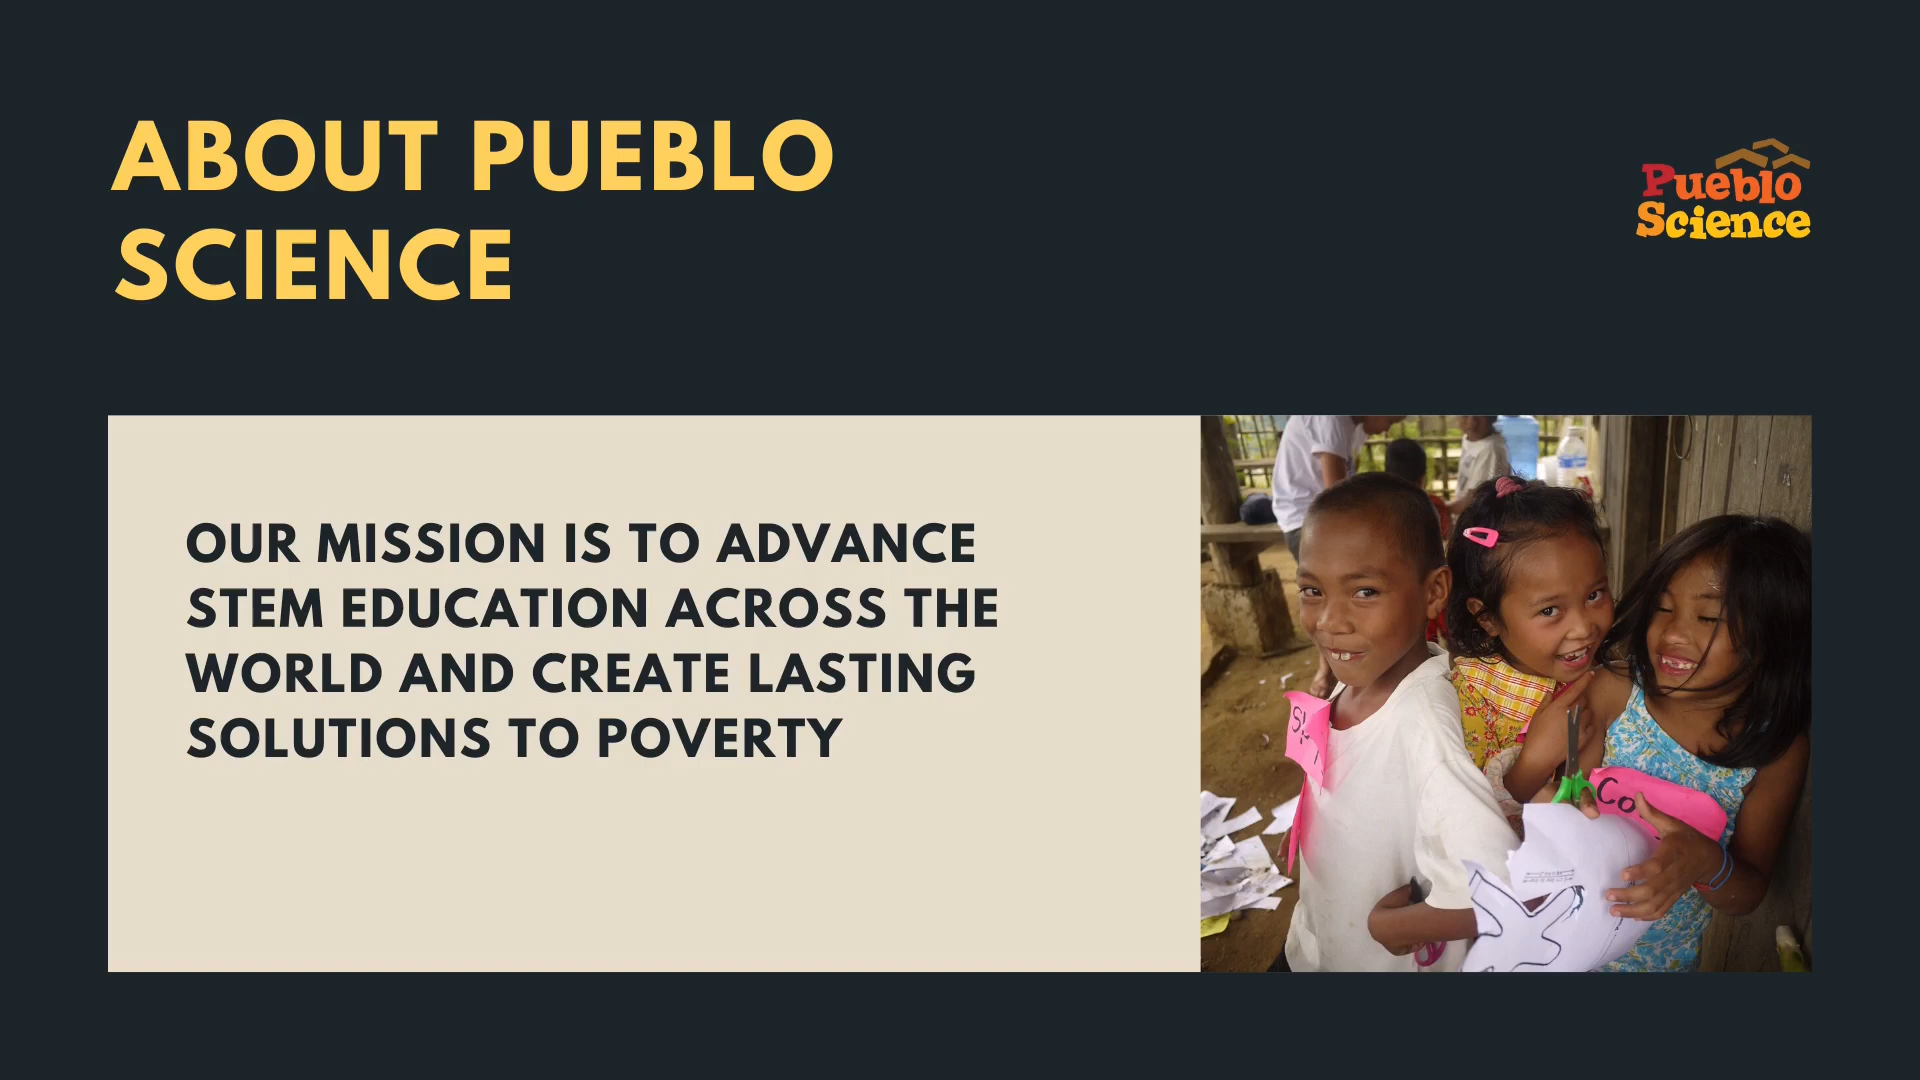 ABOUT PUEBLO
SCIENCE
Pueblo
Science
OUR MISSION IS TO ADVANCE
STEM EDUCATION ACROSS THE
WORLD AND CREATE LASTING
SOLUTIONS TO POVERTY
Co